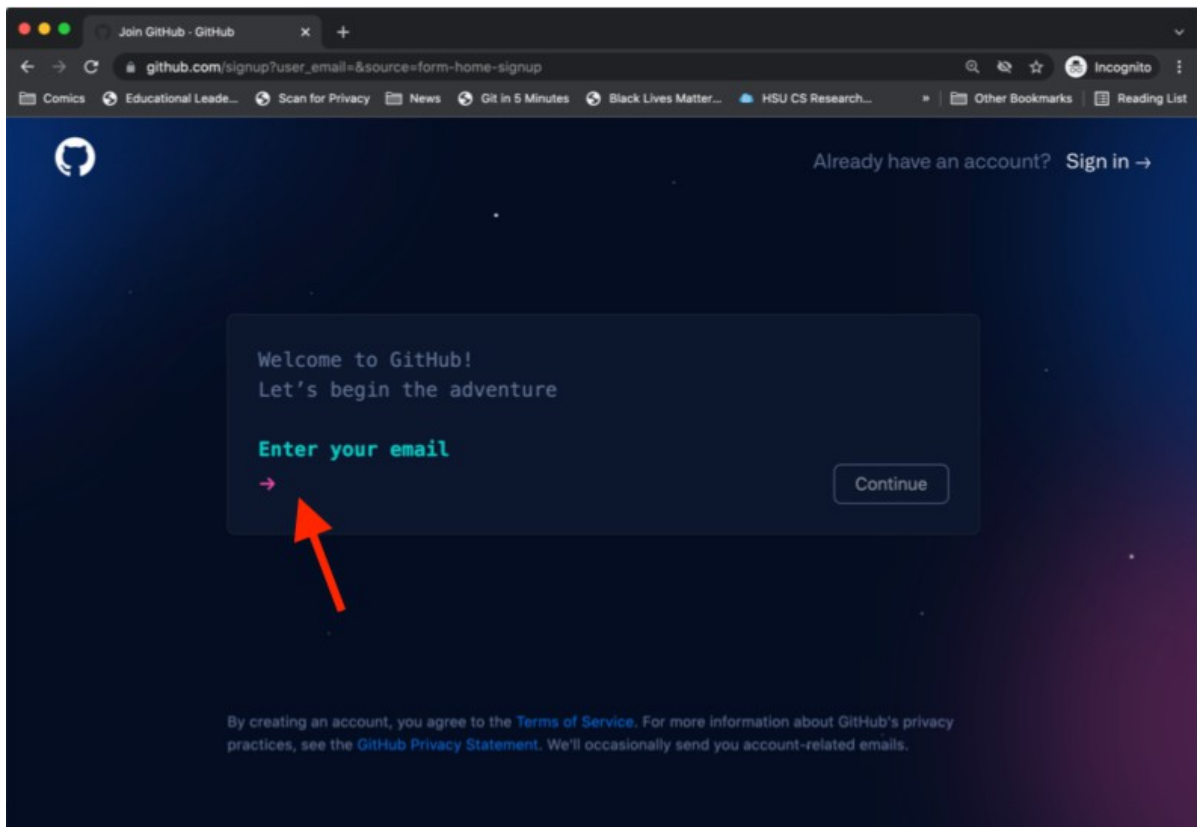 Join GitHub · GitHub
github.com/signup?user_email=&source=form-home-signup
Incognito
Comics Educational Leade... Scan for Privacy News Git in 5 Minutes Black Lives Matter... HSU CS Research... » Other Bookmarks Reading List
Already have an account? Sign in →
Welcome to GitHub!
Let's begin the adventure
Enter your email
→
Continue
By creating an account, you agree to the Terms of Service. For more information about GitHub's privacy
practices, see the GitHub Privacy Statement. We'll occasionally send you account-related emails.